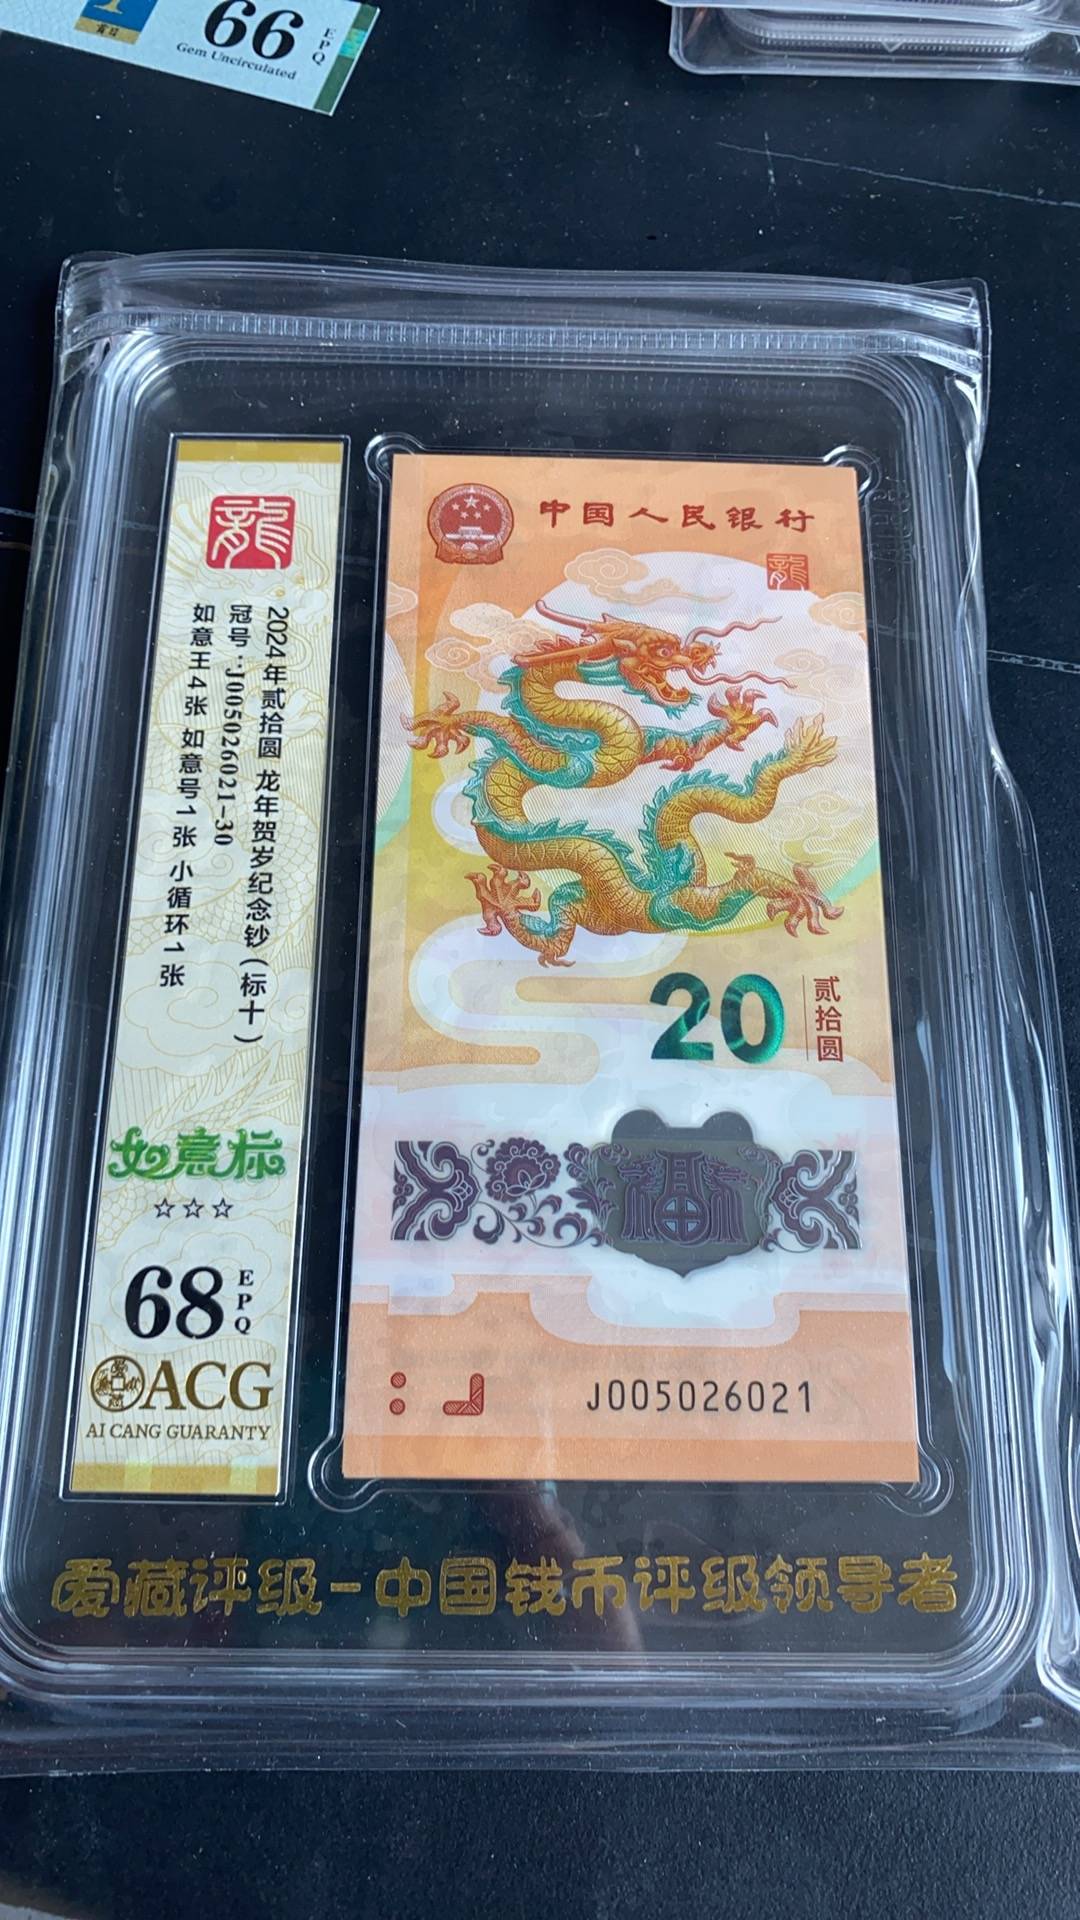 66
EPQ
Gem Uncirculated
龍
2024年贰拾圆 龙年贺岁纪念钞(标十)
冠号:J005026021-30
如意王4张 如意号1张 小循环1张
如意标
☆☆☆
68
EPQ
ACG
AI CANG GUARANTY
中国人民银行
龍
20
贰拾圆
福
J005026021
爱藏评级-中国钱币评级领导者